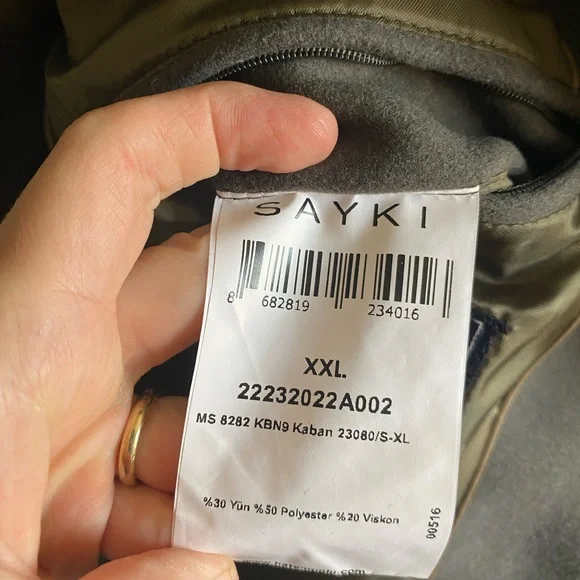 SAYKI
8 682819 234016
XXL
22232022A002
MS 8282 KBN9 Kaban 23080/S-XL
%30 Yün %50 Polyester %20 Viskon
00516